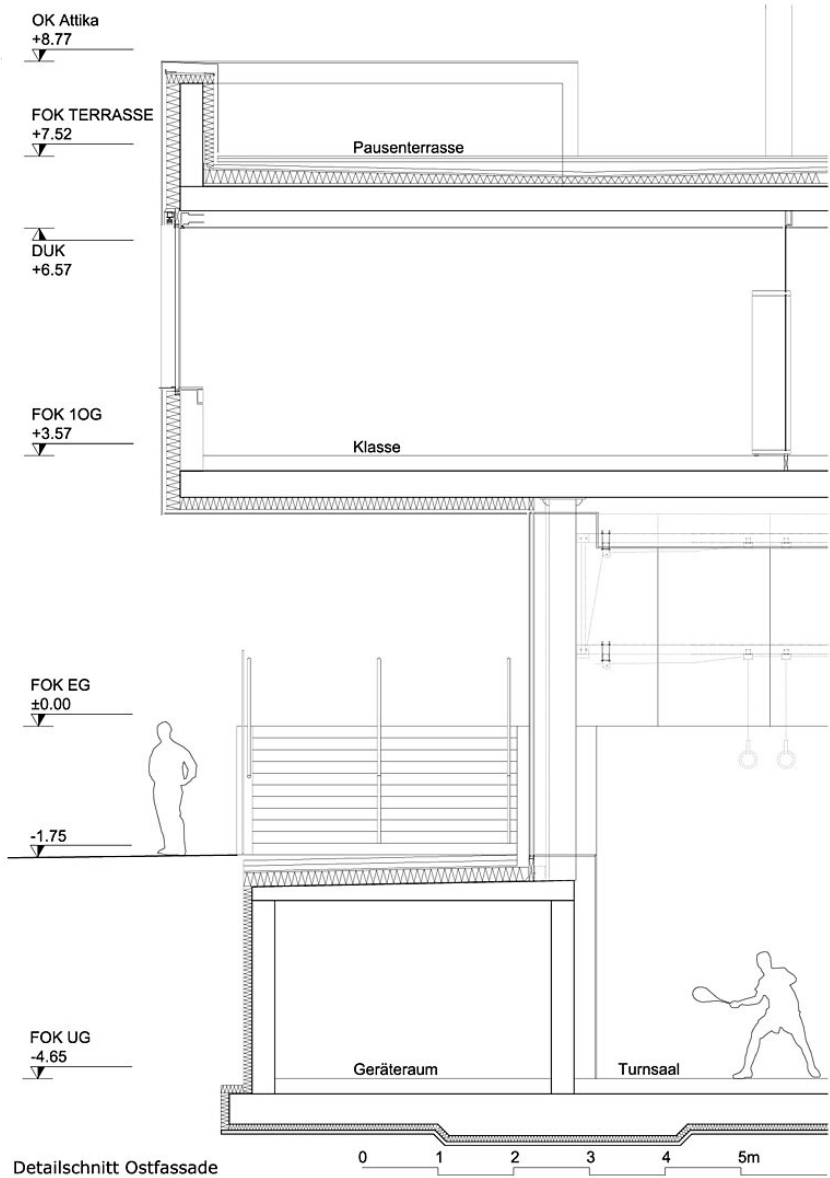 OK Attika
+8.77
FOK TERRASSE
+7.52
Pausenterrasse
DUK
+6.57
FOK 1OG
+3.57
Klasse
FOK EG
±0.00
-1.75
FOK UG
-4.65
Geräteraum
Turnsaal
Detailschnitt Ostfassade
0 1 2 3 4 5m